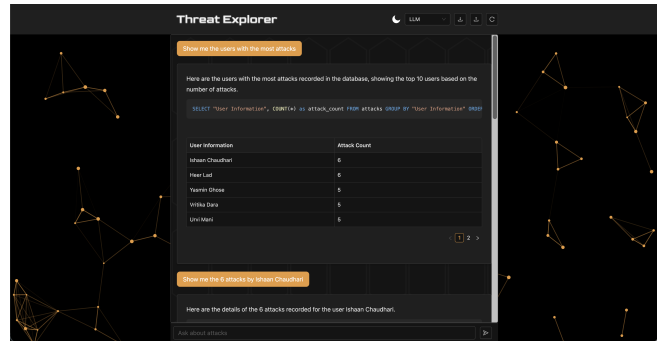 Threat Explorer
LLM
Show me the users with the most attacks
Here are the users with the most attacks recorded in the database, showing the top 10 users based on the
number of attacks.
SELECT "User Information", COUNT(*) as attack_count FROM attacks GROUP BY "User Information" ORDER
User Information Attack Count
Ishaan Chaudhari 6
Heer Lad 6
Yasmin Ghose 5
Vritika Dara 5
Urvi Mani 5
< 1 2 >
Show me the 6 attacks by Ishaan Chaudhari
Here are the details of the 6 attacks recorded for the user Ishaan Chaudhari.
Ask about attacks